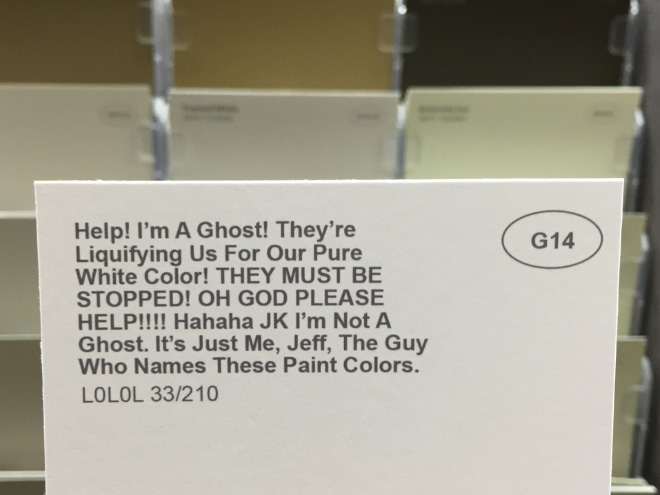 Help! I'm A Ghost! They're
Liquifying Us For Our Pure
White Color! THEY MUST BE
STOPPED! OH GOD PLEASE
HELP!!!! Hahaha JK I'm Not A
Ghost. It's Just Me, Jeff, The Guy
Who Names These Paint Colors.
L0L0L 33/210
G14